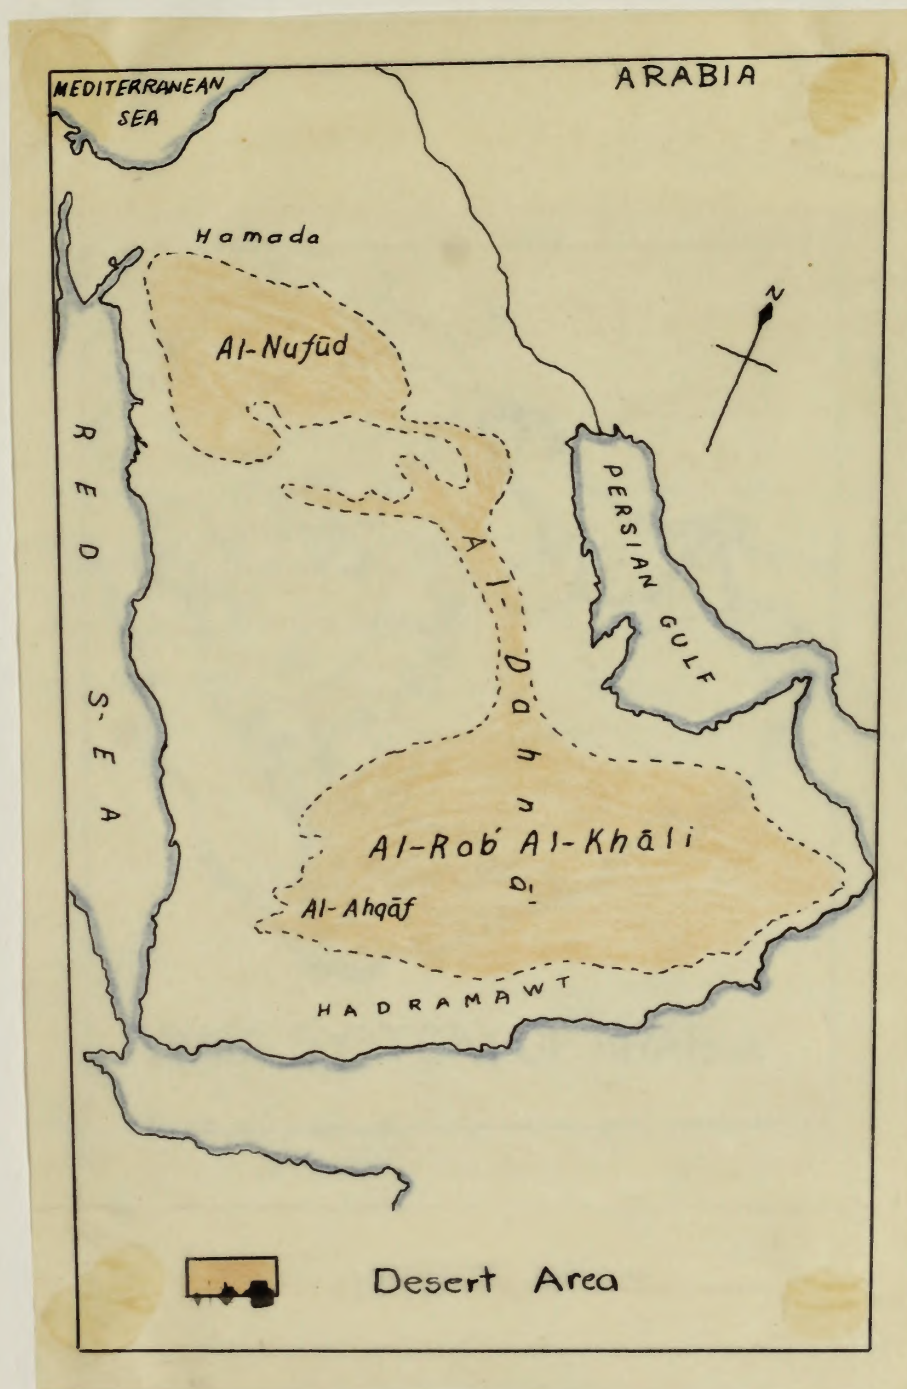 ARABIA
MEDITERRANEAN
SEA
Hamada
N
Al-Nufūd
RED SEA
PERSIAN GULF
Al-Dahnā'
Al-Rab' Al-Khāli
Al-Ahqāf
HADRAMAWT
Desert Area